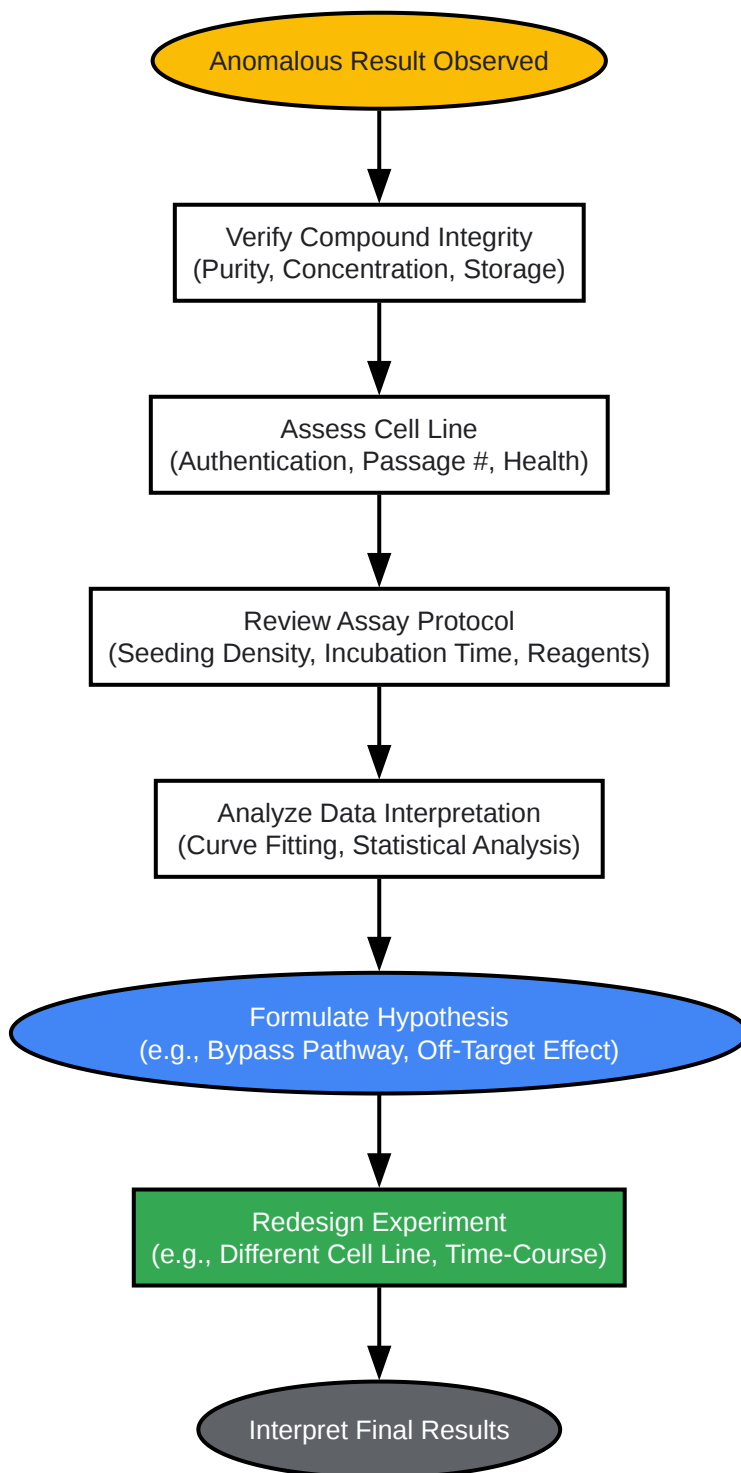 Anomalous Result Observed
Verify Compound Integrity
(Purity, Concentration, Storage)
Assess Cell Line
(Authentication, Passage #, Health)
Review Assay Protocol
(Seeding Density, Incubation Time, Reagents)
Analyze Data Interpretation
(Curve Fitting, Statistical Analysis)
Formulate Hypothesis
(e.g., Bypass Pathway, Off-Target Effect)
Redesign Experiment
(e.g., Different Cell Line, Time-Course)
Interpret Final Results